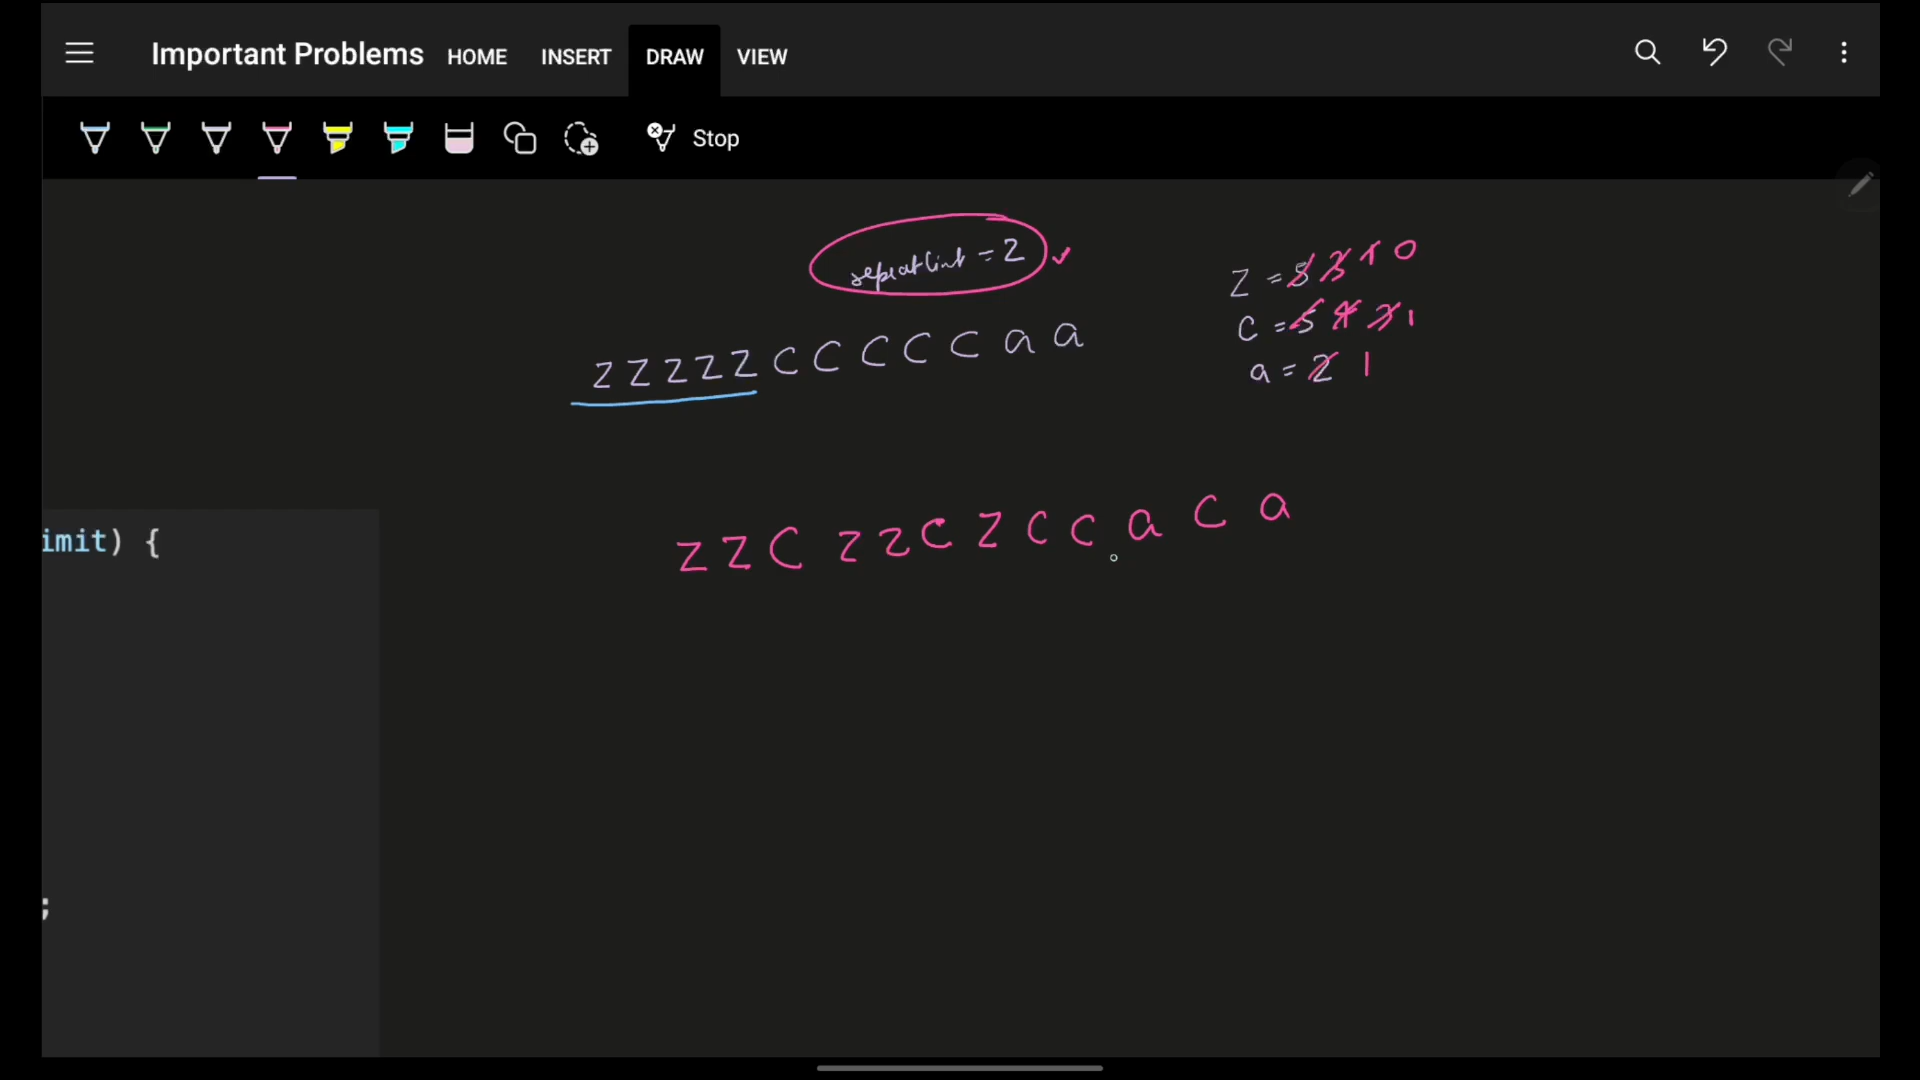 Important Problems HOME INSERT DRAW VIEW
Stop
repeatlimit = 2
z = 5 3 1 0
c = 5 4 3 1
a = 2 1
z z z z z c c c c c a a
z z c z z c z c c a c a
imit) {
;